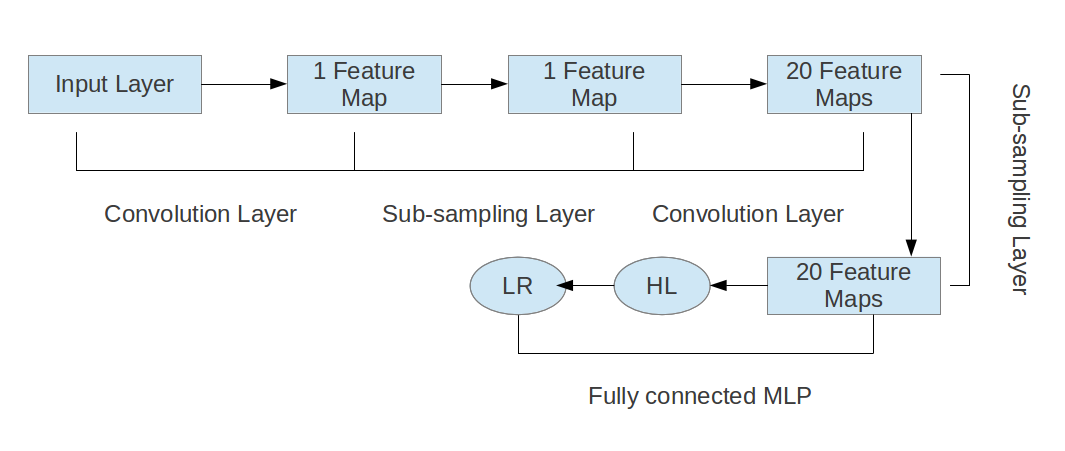 Input Layer
1 Feature
Map
1 Feature
Map
20 Feature
Maps
Sub-sampling Layer
Convolution Layer
Sub-sampling Layer
Convolution Layer
LR
HL
20 Feature
Maps
Fully connected MLP